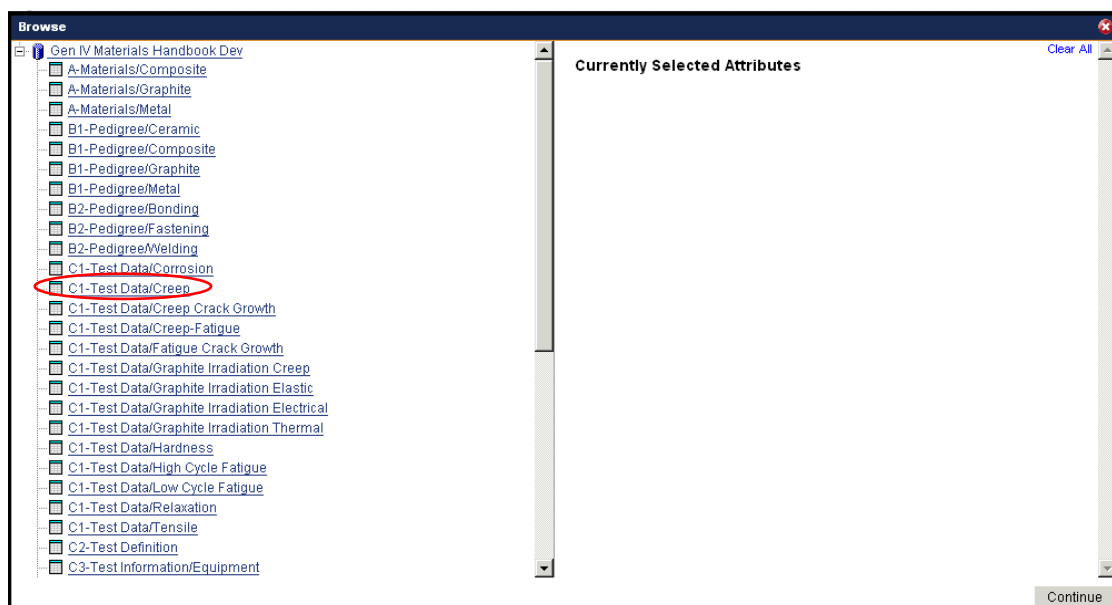 Browse
Gen IV Materials Handbook Dev
A-Materials/Composite
A-Materials/Graphite
A-Materials/Metal
B1-Pedigree/Ceramic
B1-Pedigree/Composite
B1-Pedigree/Graphite
B1-Pedigree/Metal
B2-Pedigree/Bonding
B2-Pedigree/Fastening
B2-Pedigree/Welding
C1-Test Data/Corrosion
C1-Test Data/Creep
C1-Test Data/Creep Crack Growth
C1-Test Data/Creep-Fatigue
C1-Test Data/Fatigue Crack Growth
C1-Test Data/Graphite Irradiation Creep
C1-Test Data/Graphite Irradiation Elastic
C1-Test Data/Graphite Irradiation Electrical
C1-Test Data/Graphite Irradiation Thermal
C1-Test Data/Hardness
C1-Test Data/High Cycle Fatigue
C1-Test Data/Low Cycle Fatigue
C1-Test Data/Relaxation
C1-Test Data/Tensile
C2-Test Definition
C3-Test Information/Equipment
Clear All
Currently Selected Attributes
Continue